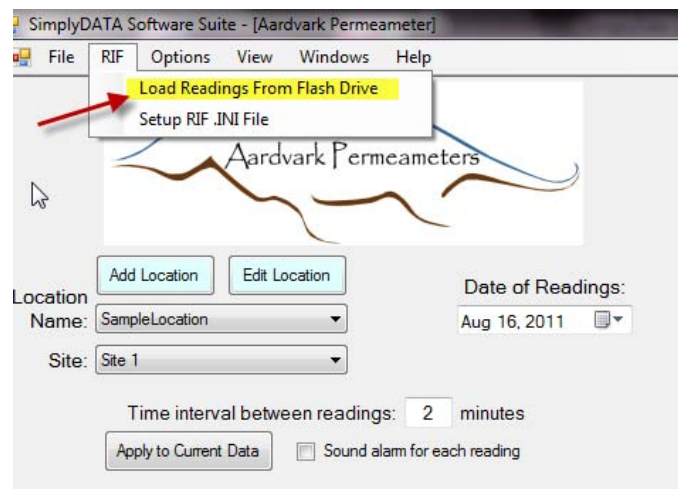 SimplyDATA Software Suite - [Aardvark Permeameter]
File RIF Options View Windows Help
Load Readings From Flash Drive
Setup RIF .INI File
Aardvark Permeameters
Add Location Edit Location
Date of Readings:
Location
Name: SampleLocation
Aug 16, 2011
Site: Site 1
Time interval between readings: 2 minutes
Apply to Current Data Sound alarm for each reading